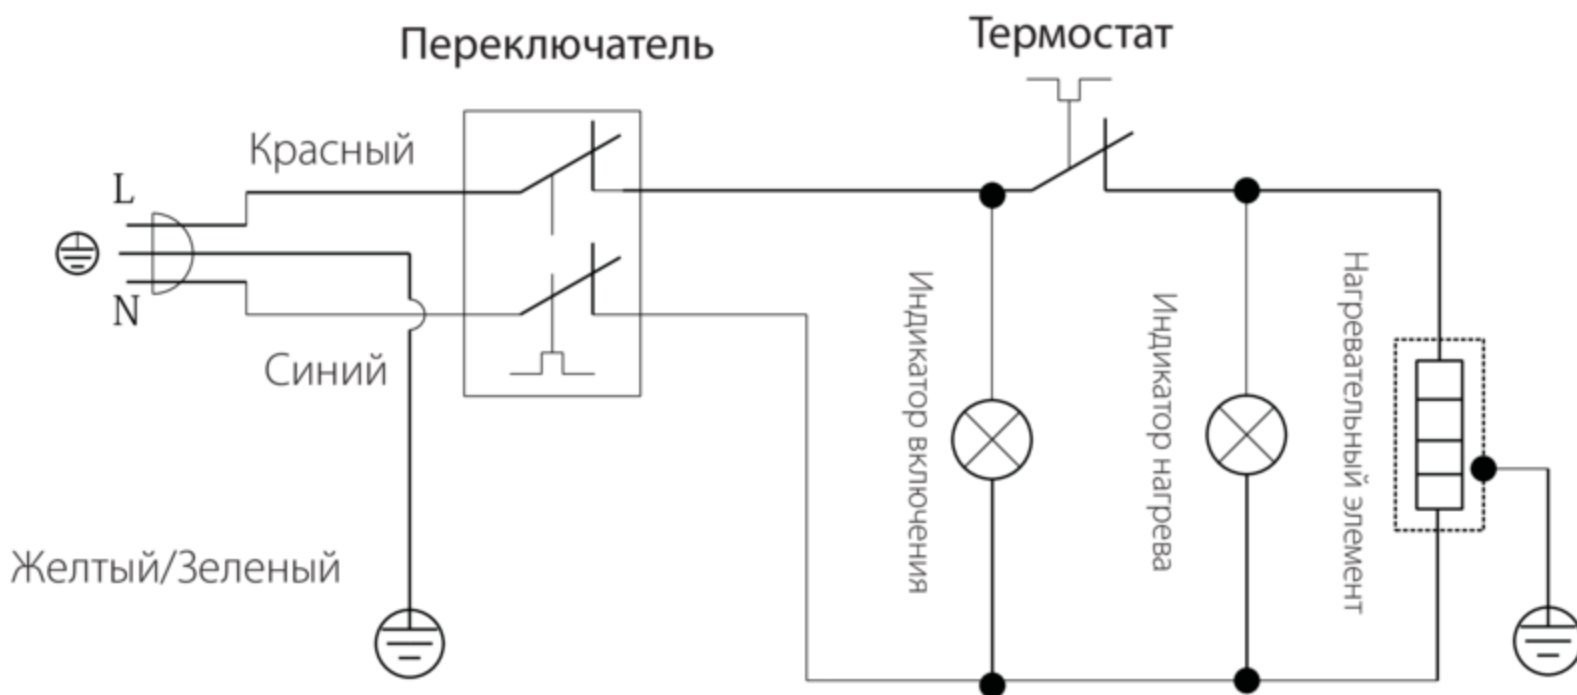 Переключатель
Термостат
Красный
L
N
Синий
Желтый/Зеленый
Индикатор включения
Индикатор нагрева
Нагревательный элемент